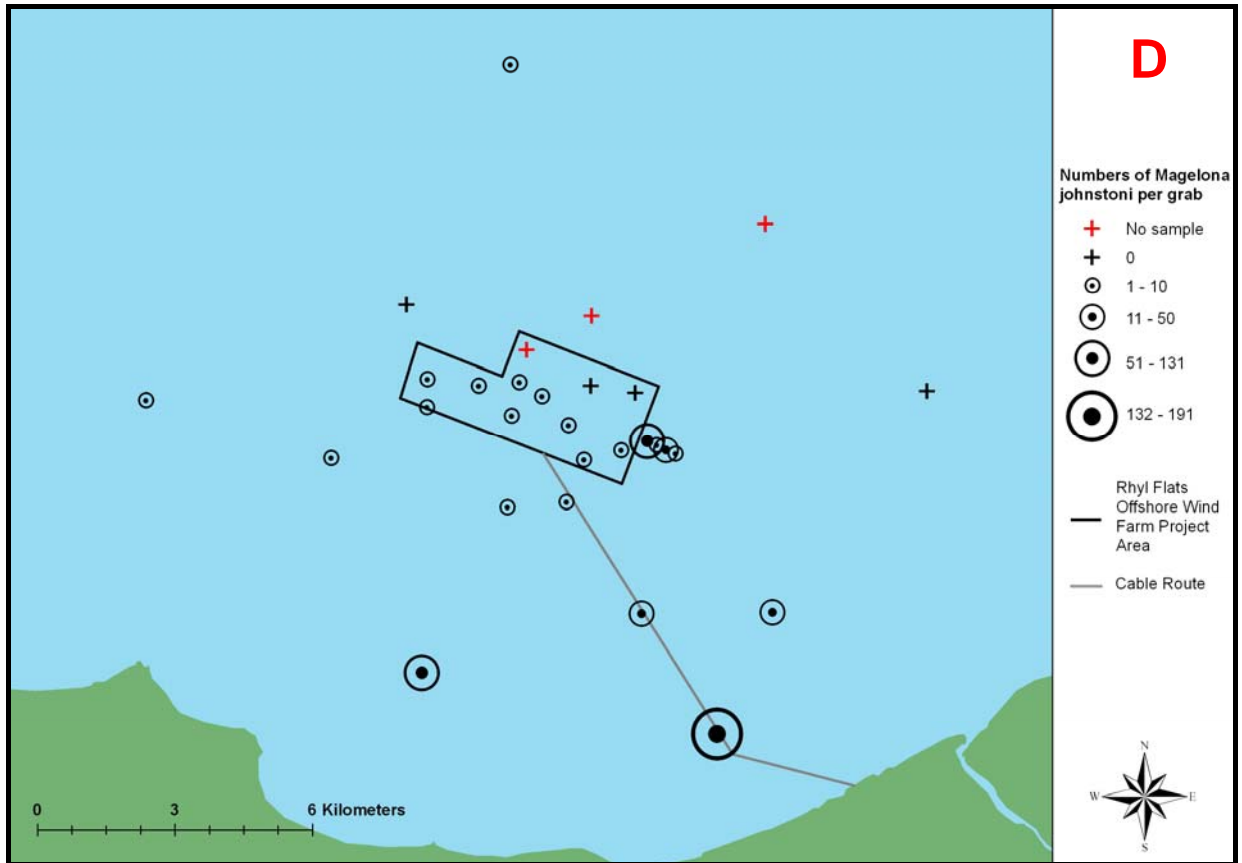 D
Numbers of Magelona
johnstoni per grab
No sample
0
1 - 10
11 - 50
51 - 131
132 - 191
Rhyl Flats
Offshore Wind
Farm Project
Area
Cable Route
N
W E
S
0 3 6 Kilometers